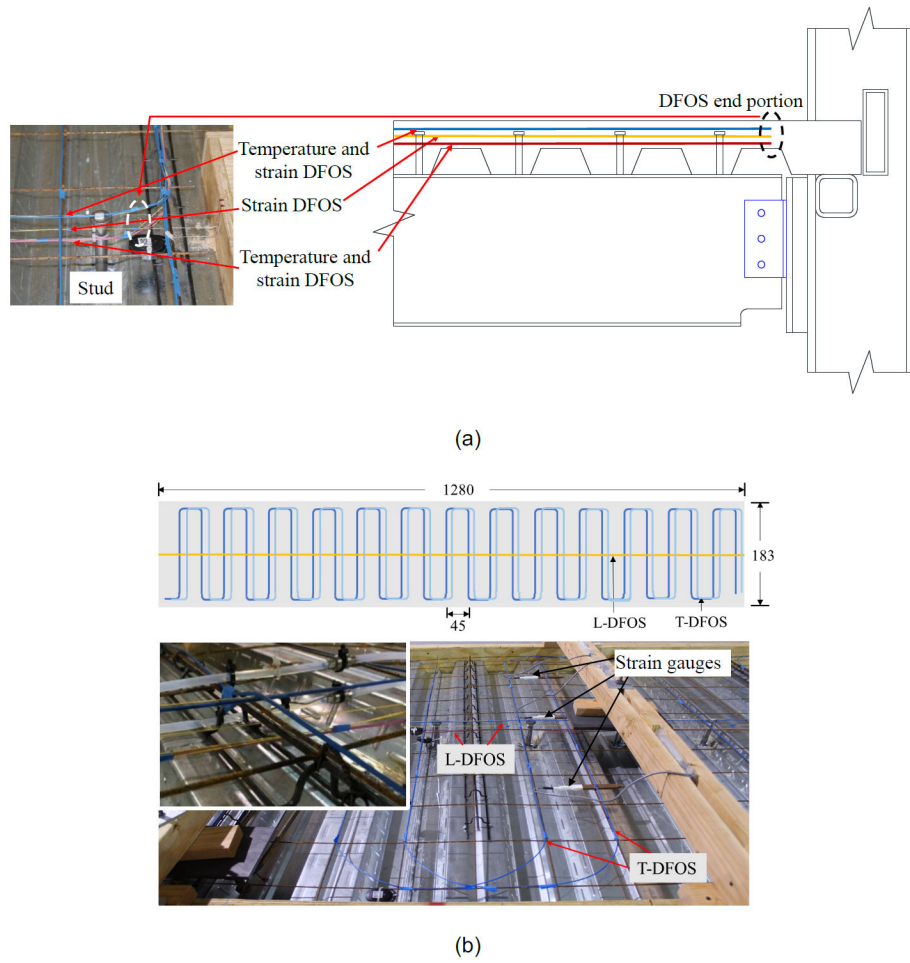 DFOS end portion
Temperature and
strain DFOS
Strain DFOS
Temperature and
strain DFOS
Stud
(a)
1280
183
45
L-DFOS
T-DFOS
Strain gauges
L-DFOS
T-DFOS
(b)